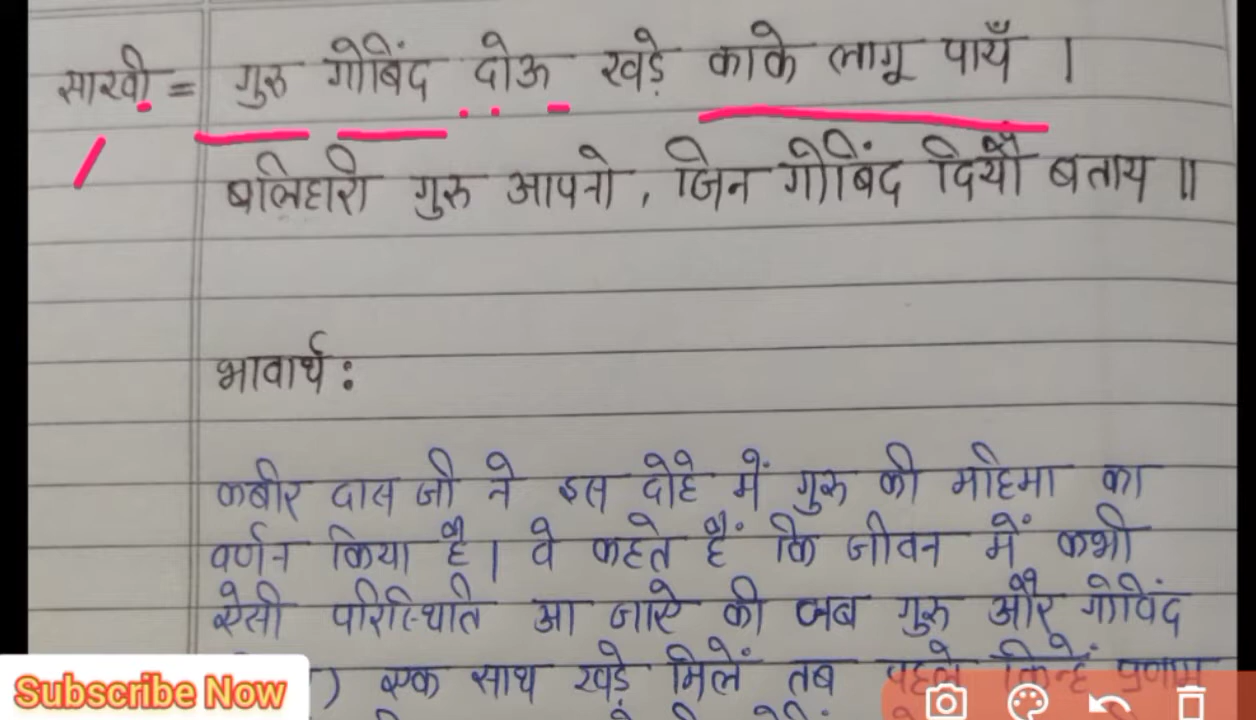 साखी = गुरु गोबिंद दोऊ खड़े काके लागू पायँ ।
बलिहारी गुरु आपनो, जिन गोबिंद दियौ बताय ॥
भावार्थ :
कबीर दास जी ने इस दोहे में गुरु की महिमा का
वर्णन किया है। वे कहते हैं कि जीवन में कभी
ऐसी परिस्थिति आ जाऐ की जब गुरु और गोविंद
) एक साथ खड़े मिलें तब पहले किन्हें प्रणाम
Subscribe Now